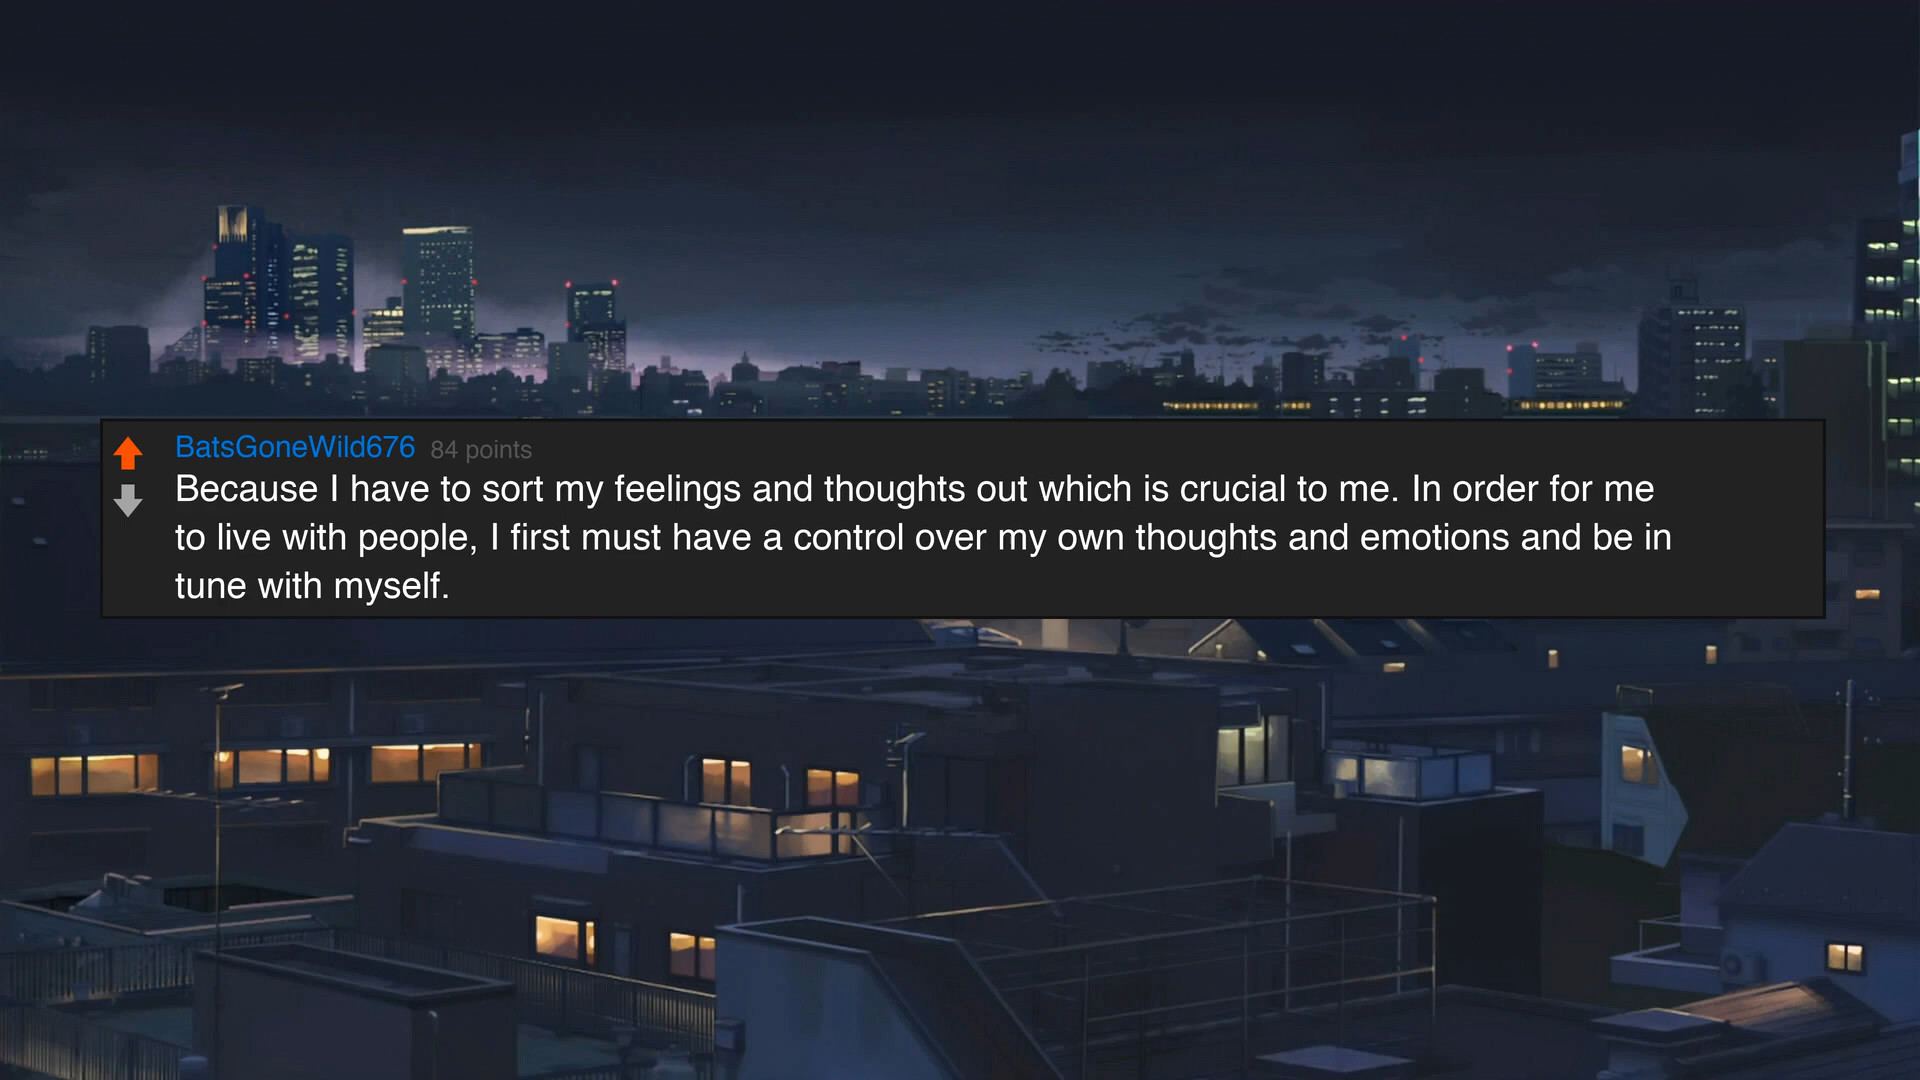 BatsGoneWild676 84 points
Because I have to sort my feelings and thoughts out which is crucial to me. In order for me
to live with people, I first must have a control over my own thoughts and emotions and be in
tune with myself.